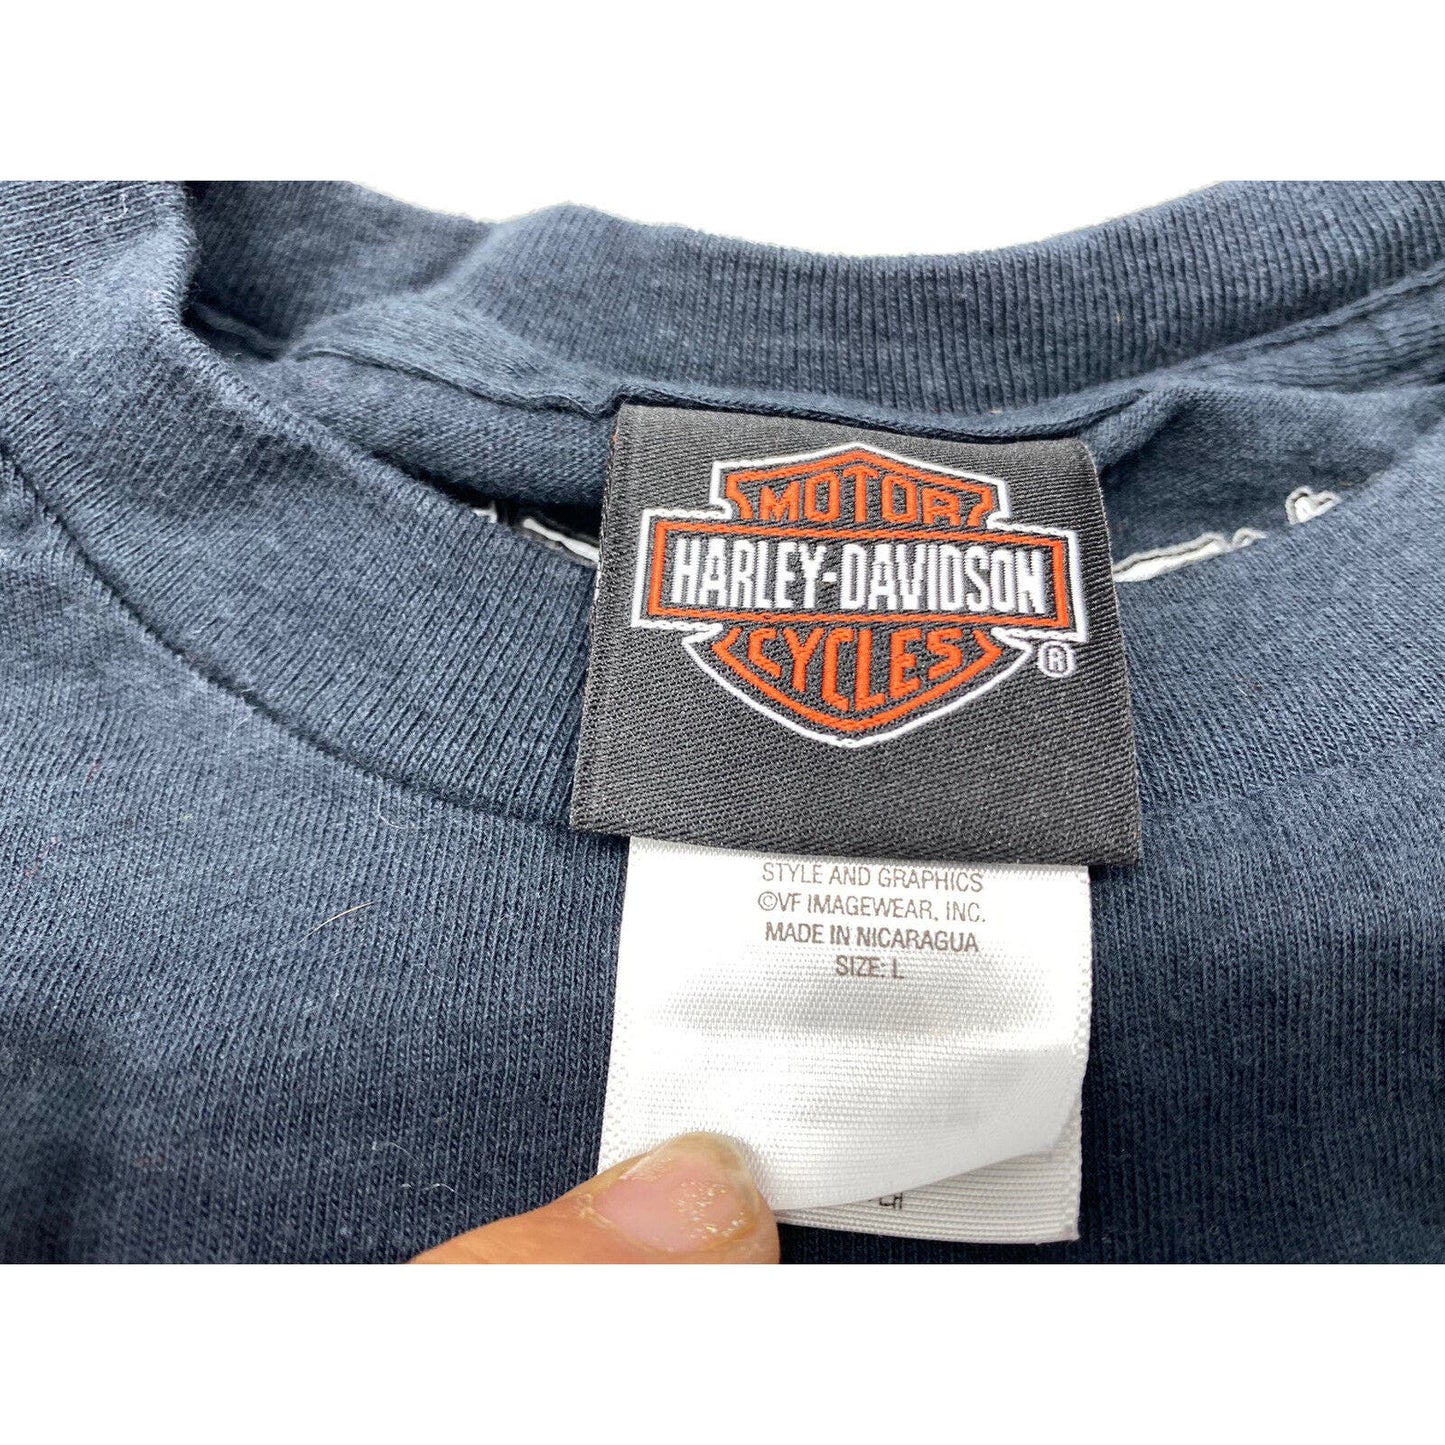 MOTOR
HARLEY-DAVIDSON
CYCLES
®
STYLE AND GRAPHICS
©VF IMAGEWEAR, INC.
MADE IN NICARAGUA
SIZE: L